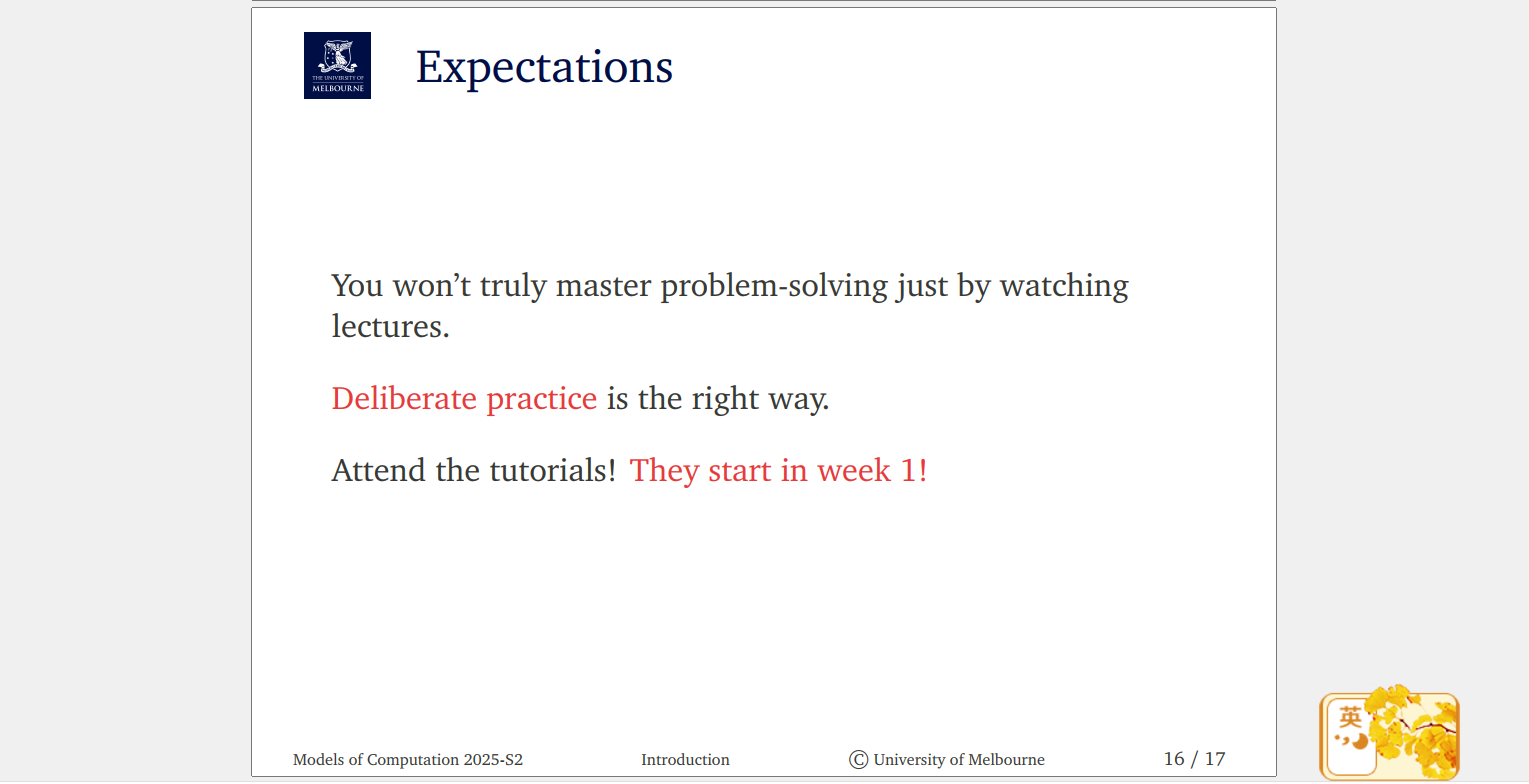 THE UNIVERSITY OF
MELBOURNE
Expectations
You won’t truly master problem-solving just by watching
lectures.
Deliberate practice is the right way.
Attend the tutorials! They start in week 1!
Models of Computation 2025-S2 Introduction © University of Melbourne 16 / 17
英